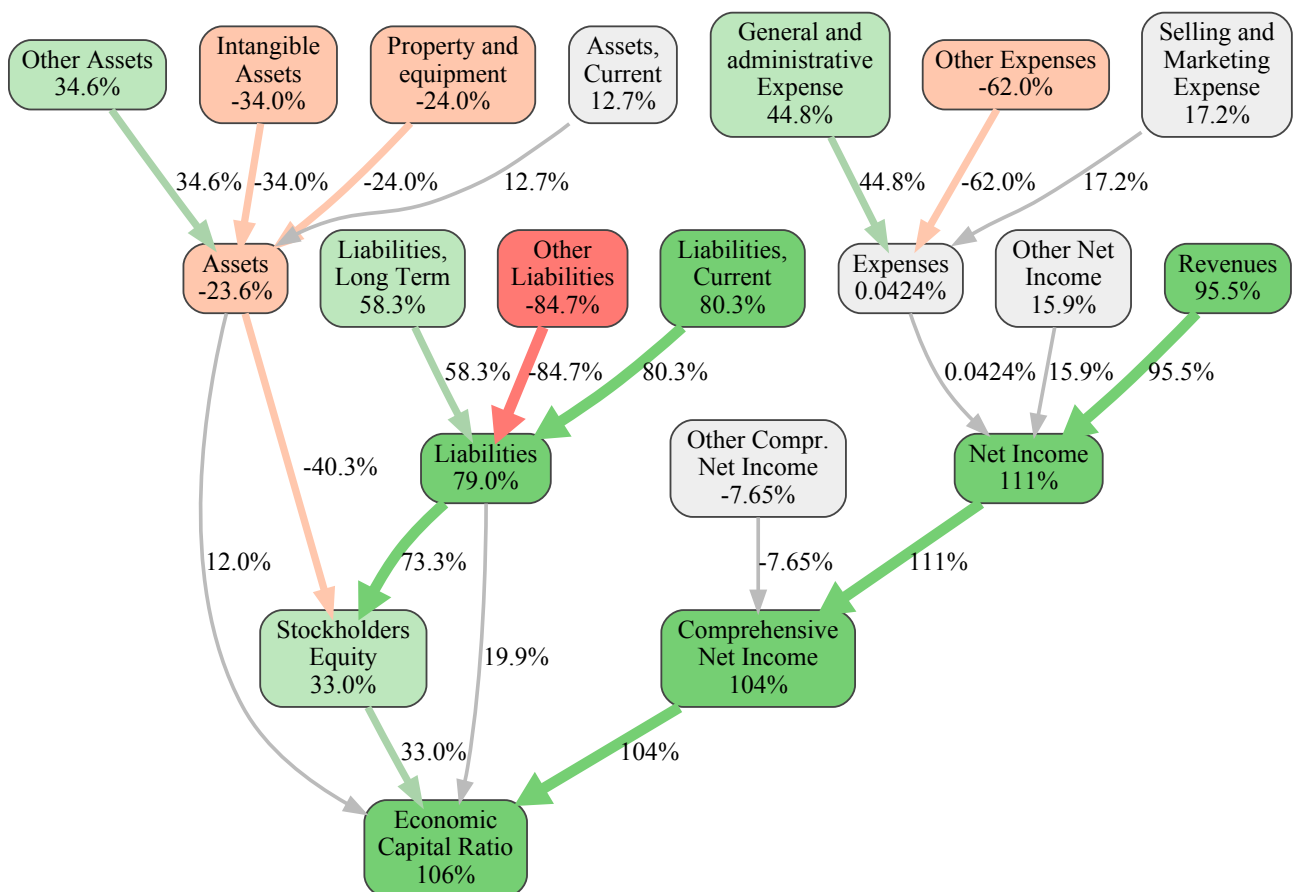 Other Assets
34.6%
Intangible
Assets
-34.0%
Property and
equipment
-24.0%
Assets,
Current
12.7%
General and
administrative
Expense
44.8%
Other Expenses
-62.0%
Selling and
Marketing
Expense
17.2%
34.6%
-34.0%
-24.0%
12.7%
44.8%
-62.0%
17.2%
Assets
-23.6%
Liabilities,
Long Term
58.3%
Other
Liabilities
-84.7%
Liabilities,
Current
80.3%
Expenses
0.0424%
Other Net
Income
15.9%
Revenues
95.5%
58.3%
-84.7%
80.3%
0.0424%
15.9%
95.5%
-40.3%
Liabilities
79.0%
Other Compr.
Net Income
-7.65%
Net Income
111%
12.0%
73.3%
-7.65%
111%
Stockholders
Equity
33.0%
19.9%
Comprehensive
Net Income
104%
33.0%
104%
Economic
Capital Ratio
106%